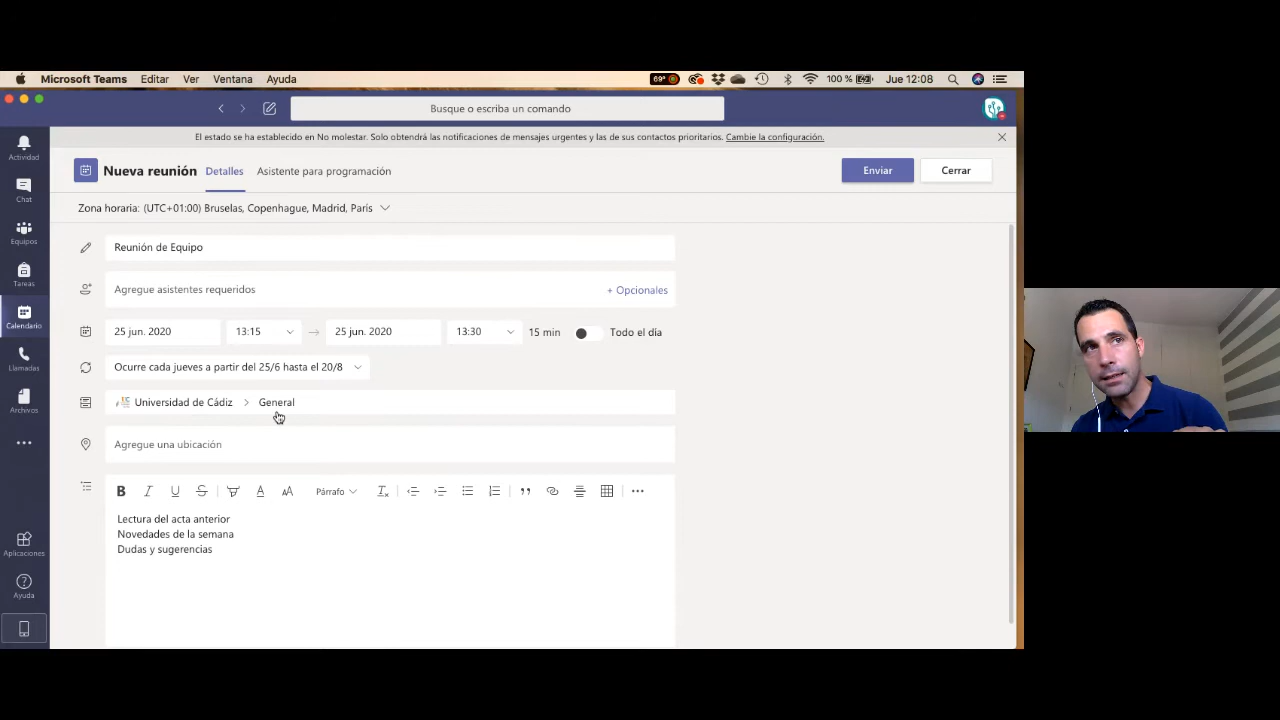 Microsoft Teams Editar Ver Ventana Ayuda 69° 100 % Jue 12:08
Busque o escriba un comando
El estado se ha establecido en No molestar. Solo obtendrá las notificaciones de mensajes urgentes y las de sus contactos prioritarios. Cambie la configuración.
Actividad
Chat
Equipos
Tareas
Calendario
Llamadas
Archivos
Aplicaciones
Ayuda
Nueva reunión Detalles Asistente para programación Enviar Cerrar
Zona horaria: (UTC+01:00) Bruselas, Copenhague, Madrid, París
Reunión de Equipo
Agregue asistentes requeridos + Opcionales
25 jun. 2020 13:15 25 jun. 2020 13:30 15 min Todo el día
Ocurre cada jueves a partir del 25/6 hasta el 20/8
Universidad de Cádiz > General
Agregue una ubicación
B I U S A AA Párrafo Tx
Lectura del acta anterior
Novedades de la semana
Dudas y sugerencias